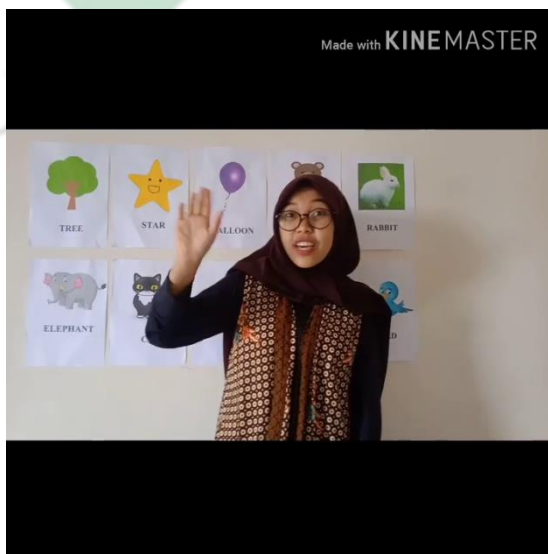 Made with KINEMASTER
TREE
STAR
ALLOON
RABBIT
ELEPHANT